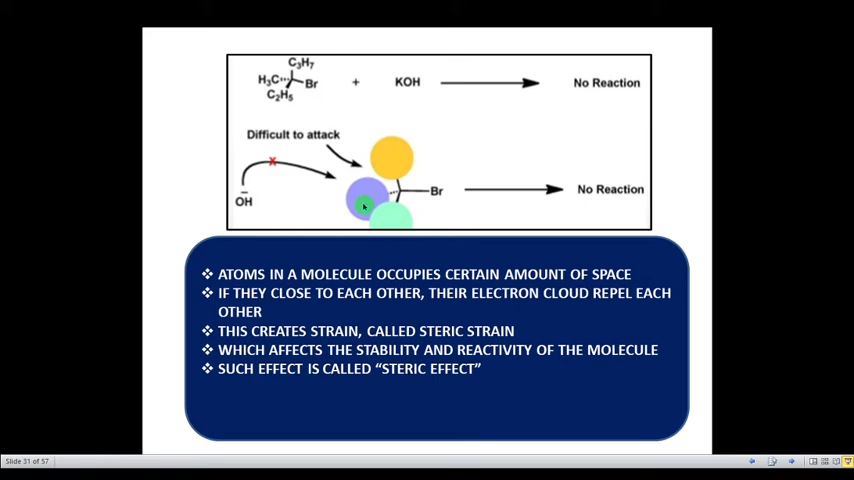 C₃H₇
H₃C
Br
C₂H₅
+
KOH
No Reaction
Difficult to attack
x
OH
Br
No Reaction
❖ ATOMS IN A MOLECULE OCCUPIES CERTAIN AMOUNT OF SPACE
❖ IF THEY CLOSE TO EACH OTHER, THEIR ELECTRON CLOUD REPEL EACH
OTHER
❖ THIS CREATES STRAIN, CALLED STERIC STRAIN
❖ WHICH AFFECTS THE STABILITY AND REACTIVITY OF THE MOLECULE
❖ SUCH EFFECT IS CALLED “STERIC EFFECT”
Slide 31 of 57